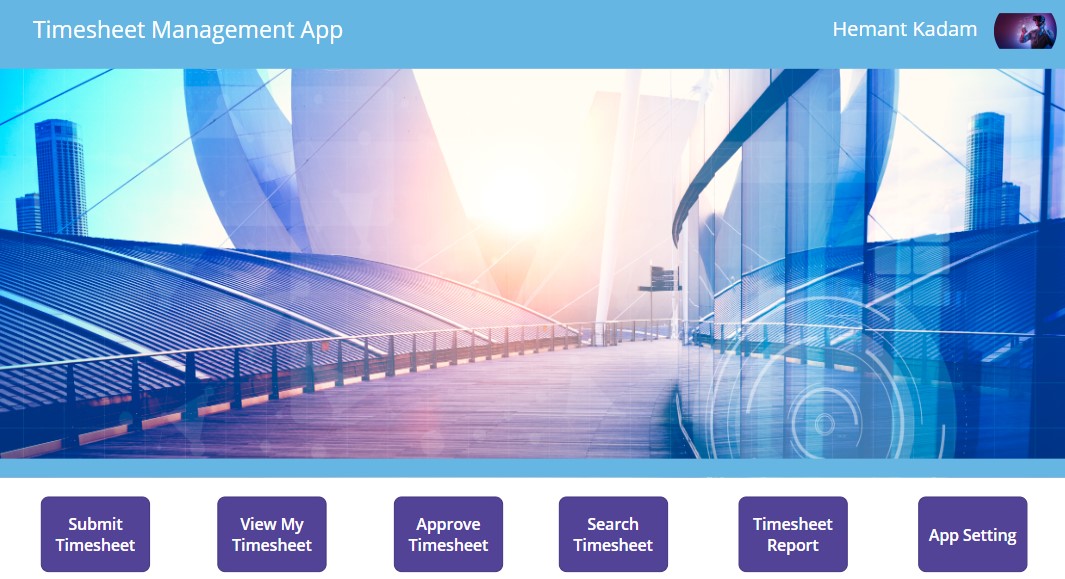 Timesheet Management App
Hemant Kadam
Submit
Timesheet
View My
Timesheet
Approve
Timesheet
Search
Timesheet
Timesheet
Report
App Setting